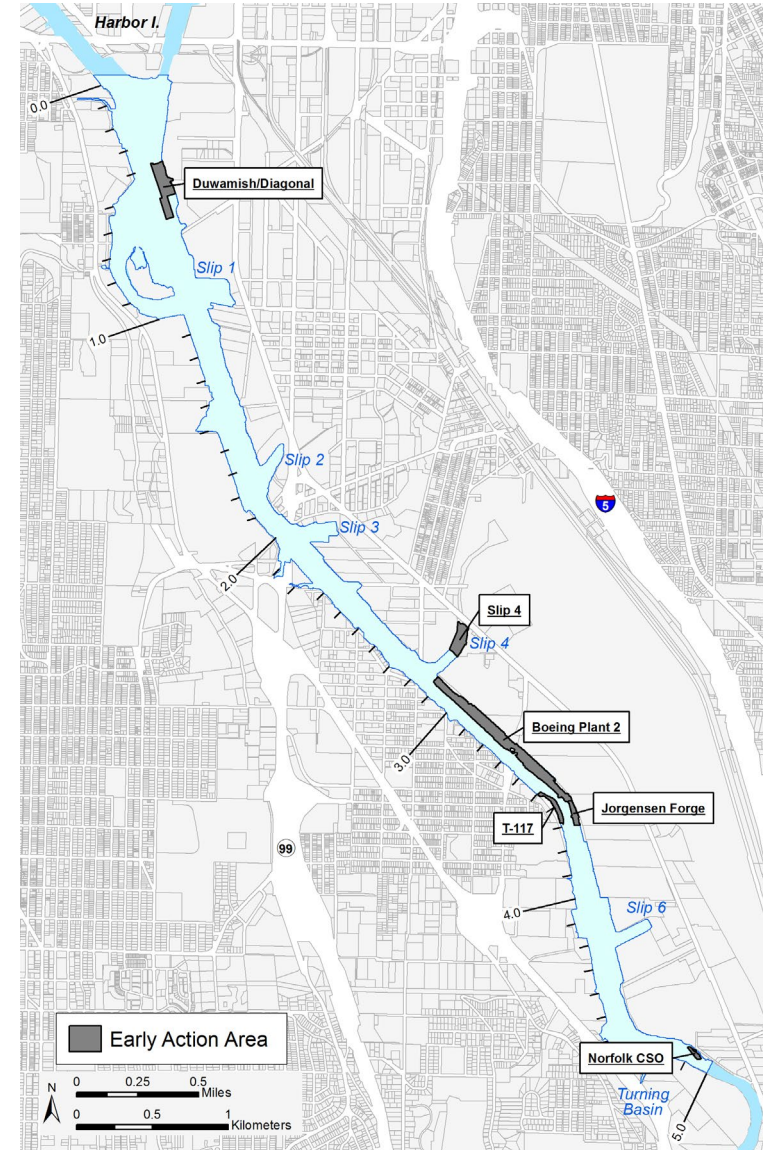 Harbor I.
0.0
Duwamish/Diagonal
Slip 1
1.0
Slip 2
5
Slip 3
2.0
Slip 4
Slip 4
Boeing Plant 2
3.0
Jorgensen Forge
T-117
99
Slip 6
4.0
Early Action Area
Norfolk CSO
N
0 0.25 0.5
Miles
0 0.5 1
Kilometers
Turning
Basin
5.0